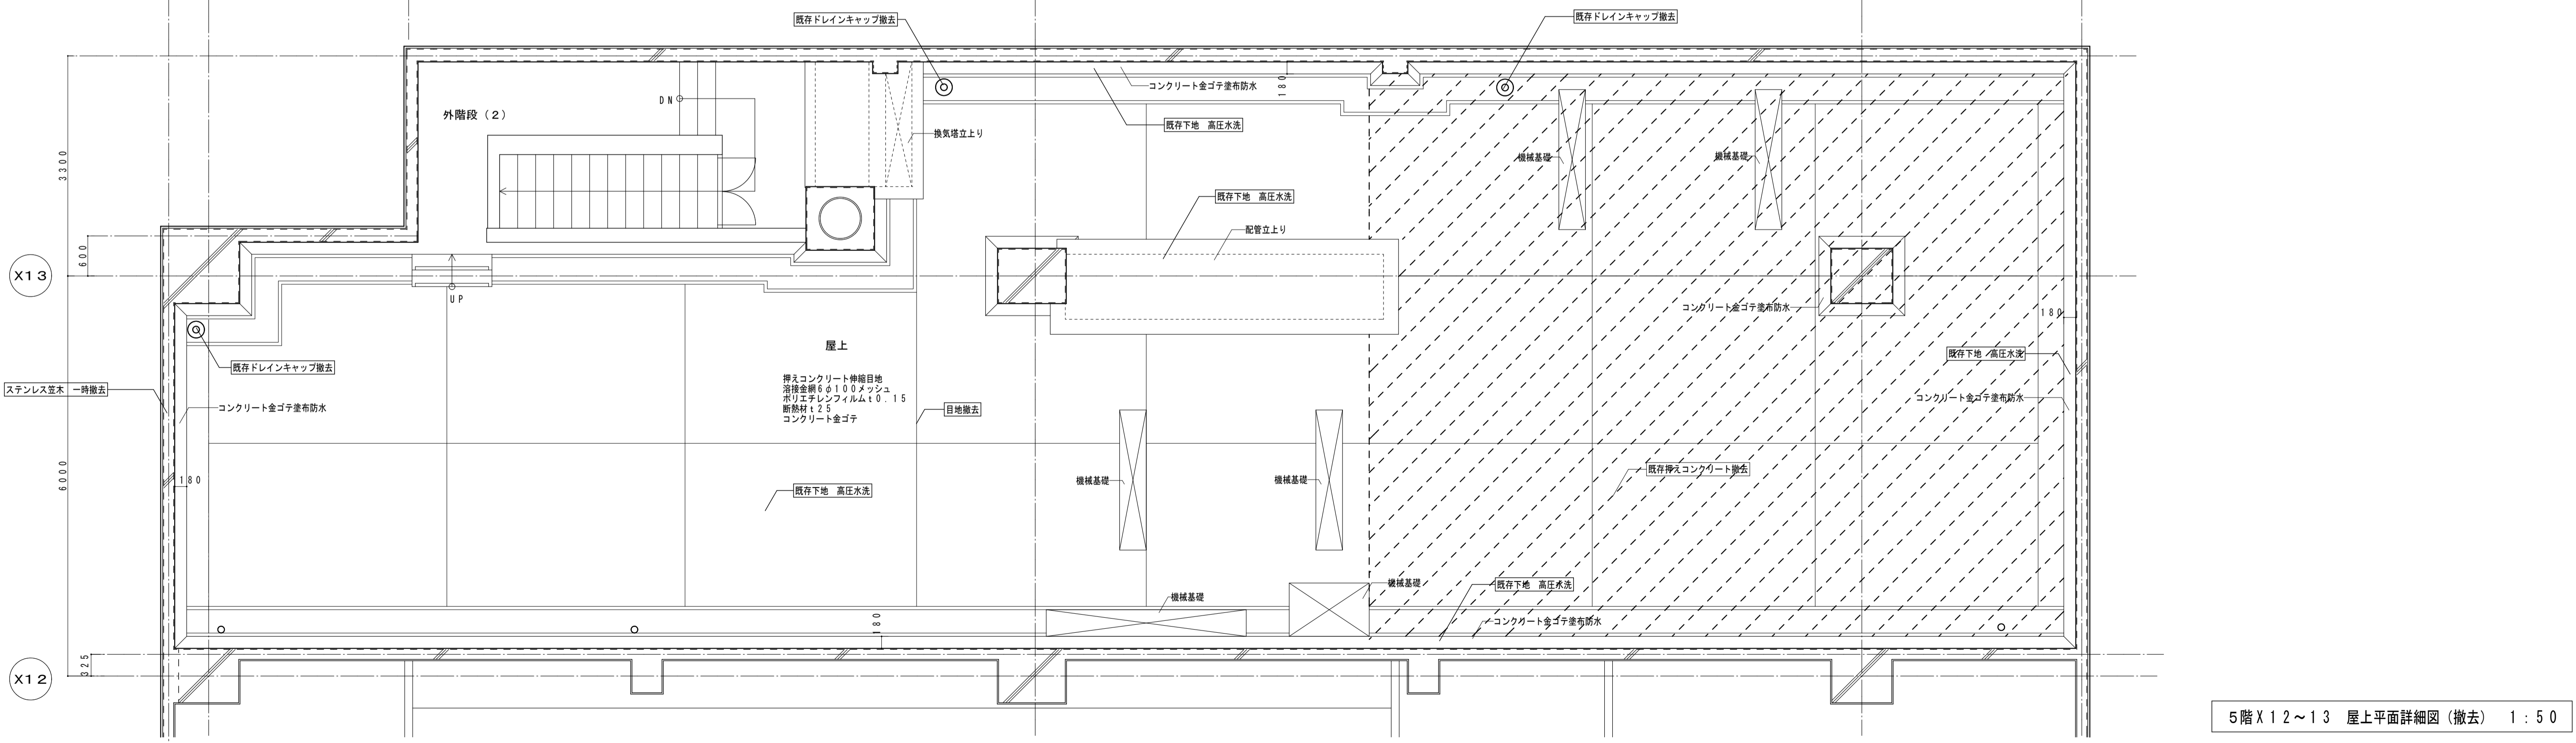 既存ドレインキャップ撤去
既存ドレインキャップ撤去
コンクリート金ゴテ塗布防水
180
外階段(2)
DN
既存下地 高圧水洗
換気塔立上り
機械基礎
機械基礎
3300
既存下地 高圧水洗
配管立上り
600
X13
UP
コンクリート金ゴテ塗布防水
180
屋上
既存下地 高圧水洗
既存ドレインキャップ撤去
押えコンクリート伸縮目地
溶接金網6φ100メッシュ
ポリエチレンフィルムt0.15
断熱材t25
コンクリート金ゴテ
ステンレス笠木 一時撤去
コンクリート金ゴテ塗布防水
目地撤去
コンクリート金ゴテ塗布防水
6000
180
機械基礎
機械基礎
既存押えコンクリート撤去
既存下地 高圧水洗
機械基礎
既存下地 高圧水洗
機械基礎
180
コンクリート金ゴテ塗布防水
325
X12
5階X12~13 屋上平面詳細図(撤去) 1:50